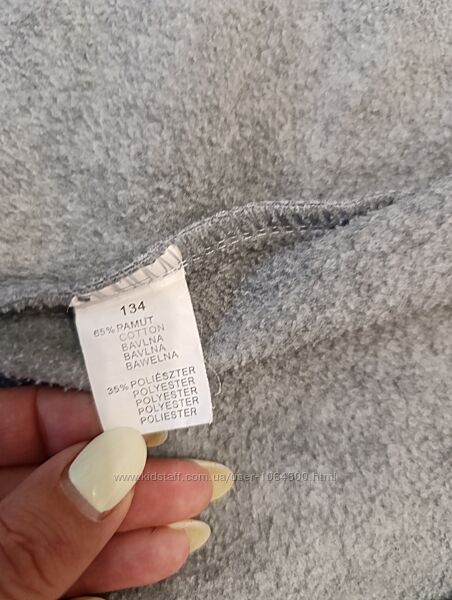 134
65% PAMUT
COTTON
BAVLNA
BAVLNA
BAWELNA
35% POLIÉSZTER
POLYESTER
POLYESTER
POLYESTER
POLIESTER
www.kidstaff.com.ua/user-1064800.html